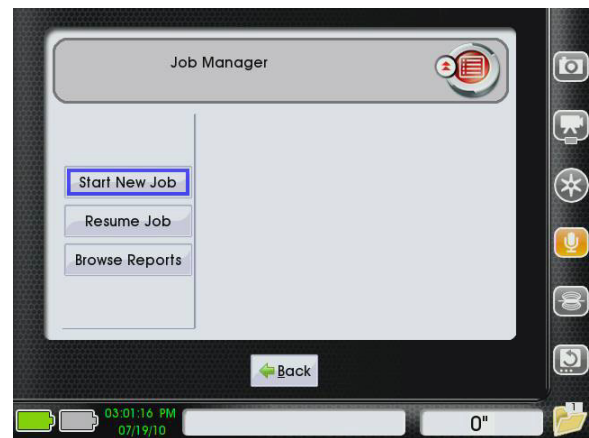 Job Manager
Start New Job
Resume Job
Browse Reports
Back
03:01:16 PM
07/19/10
0"
1